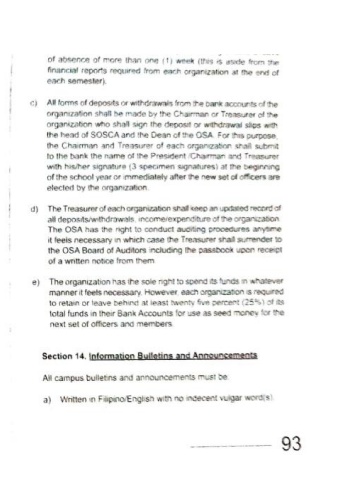 of absence of more than one (1) week (this is aside from the
financial reports required from each organization at the end of
each semester).
c) All forms of deposits or withdrawals from the bank accounts of the
organization shall be made by the Chairman or Treasurer of the
organization who shall sign the deposit or withdrawal slips with
the head of SOSCA and the Dean of the OSA. For this purpose,
the Chairman and Treasurer of each organization shall submit
to the bank the name of the President /Chairman and Treasurer
with his/her signature (3 specimen signatures) at the beginning
of the school year or immediately after the new set of officers are
elected by the organization.
d) The Treasurer of each organization shall keep an updated record of
all deposits/withdrawals, income/expenditure of the organization.
The OSA has the right to conduct auditing procedures anytime
it feels necessary in which case the Treasurer shall surrender to
the OSA Board of Auditors including the passbook upon receipt
of a written notice from them.
e) The organization has the sole right to spend its funds in whatever
manner it feels necessary. However, each organization is required
to retain or leave behind at least twenty five percent (25%) of its
total funds in their Bank Accounts for use as seed money for the
next set of officers and members.
Section 14. Information Bulletins and Announcements
All campus bulletins and announcements must be:
a) Written in Filipino/English with no indecent vulgar word(s).
93